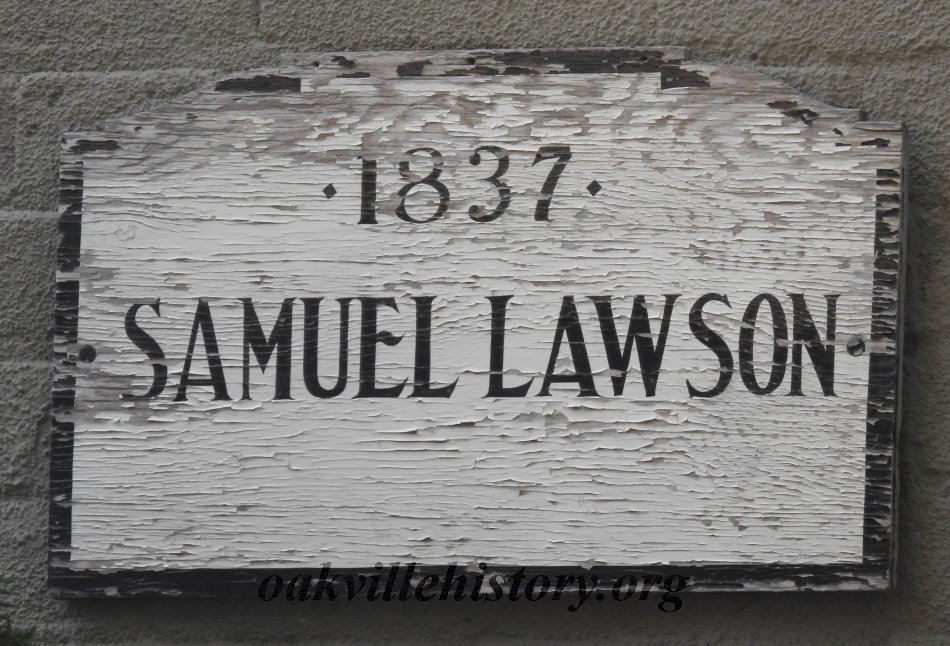 · 1837 ·
SAMUEL LAWSON
oakvillehistory.org